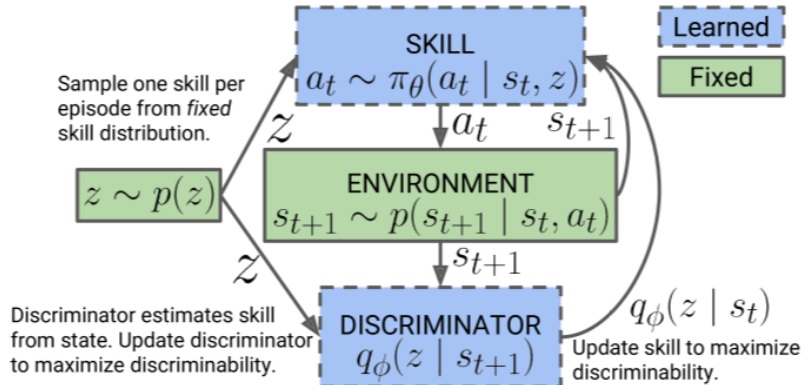 SKILL
a_t ∼ π_θ(a_t | s_t, z)
Learned
Fixed
Sample one skill per
episode from fixed
skill distribution.
z
a_t
s_{t+1}
z ∼ p(z)
ENVIRONMENT
s_{t+1} ∼ p(s_{t+1} | s_t, a_t)
z
s_{t+1}
Discriminator estimates skill
from state. Update discriminator
to maximize discriminability.
DISCRIMINATOR
q_ϕ(z | s_{t+1})
q_ϕ(z | s_t)
Update skill to maximize
discriminability.